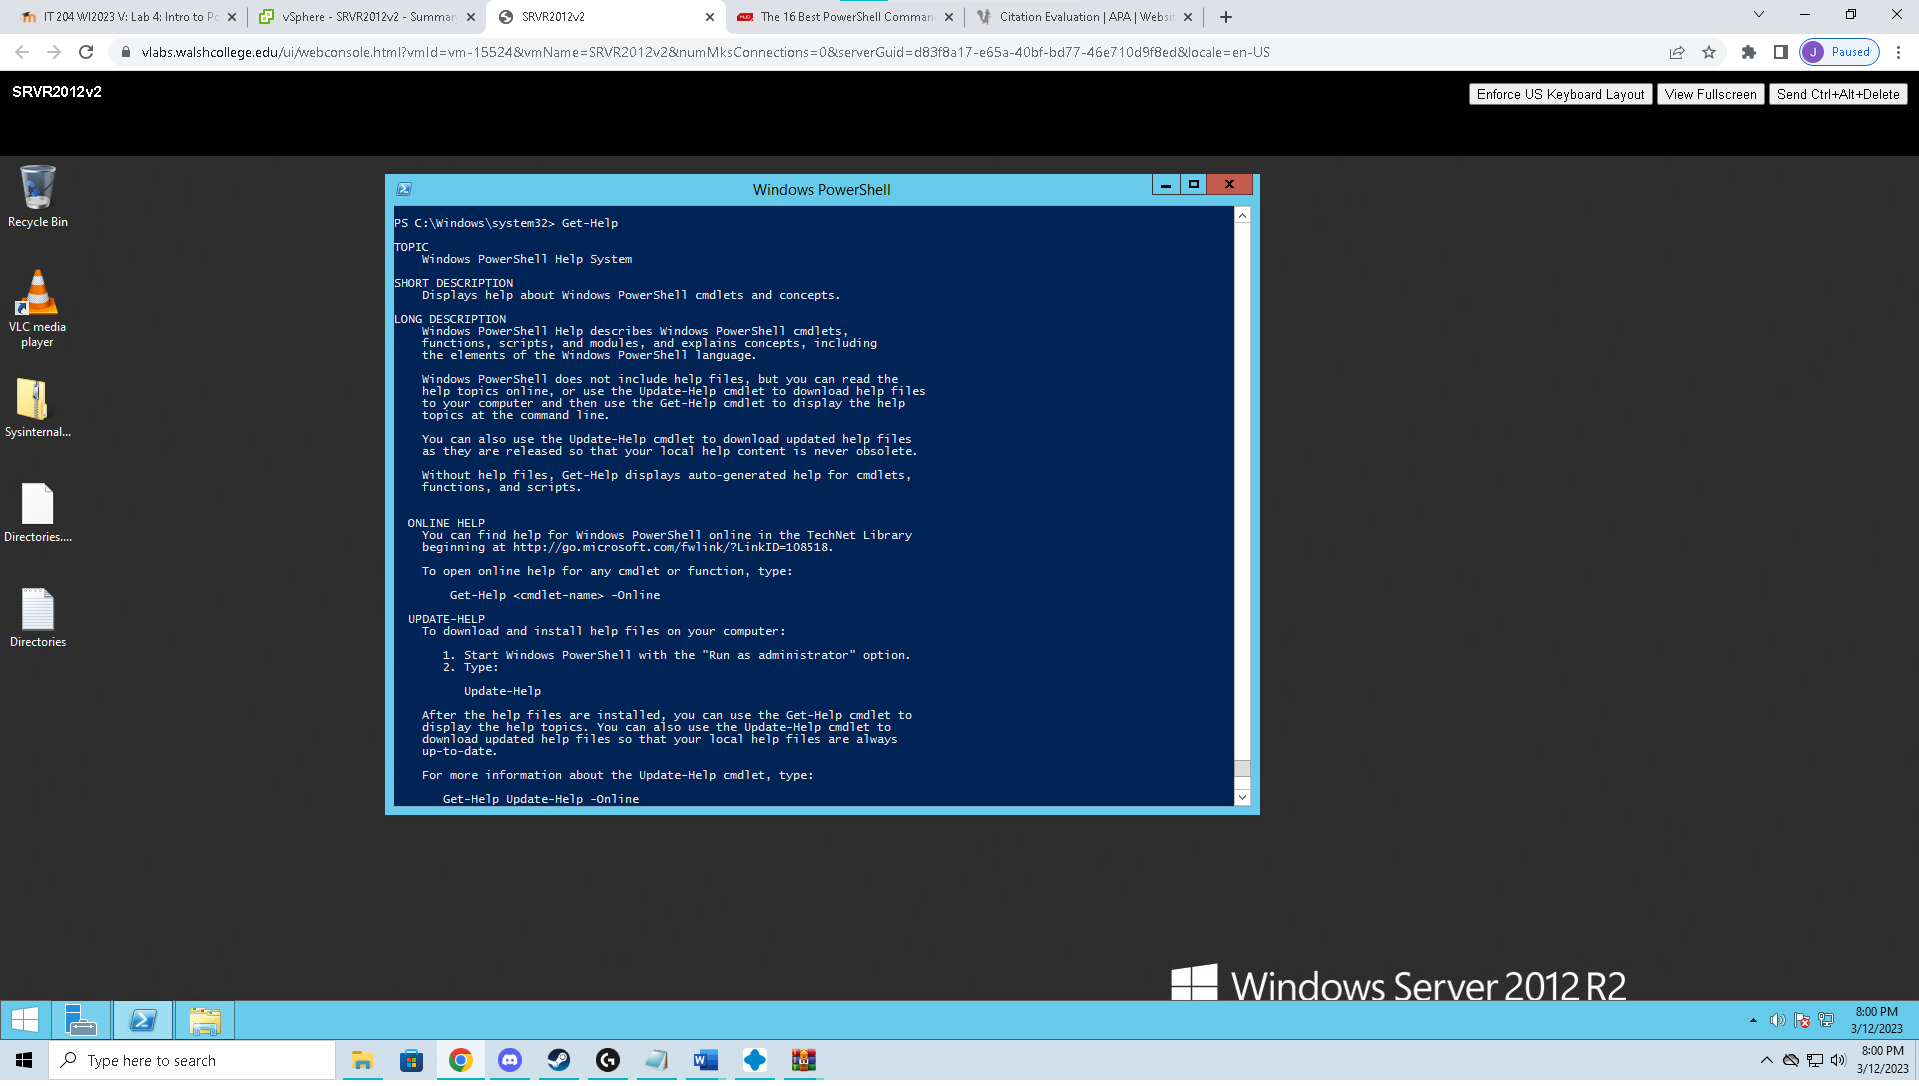 IT 204 WI2023 V: Lab 4: Intro to Po
vSphere - SRVR2012v2 - Summary
SRVR2012v2
The 16 Best PowerShell Comman
Citation Evaluation | APA | Websit
vlabs.walshcollege.edu/ui/webconsole.html?vmId=vm-15524&vmName=SRVR2012v2&numMksConnections=0&serverGuid=d83f8a17-e65a-40bf-bd77-46e710d9f8ed&locale=en-US
J Paused
SRVR2012v2
Enforce US Keyboard Layout
View Fullscreen
Send Ctrl+Alt+Delete
Recycle Bin
VLC media
player
Sysinternal...
Directories....
Directories
Windows PowerShell
PS C:\Windows\system32> Get-Help
TOPIC
Windows PowerShell Help System
SHORT DESCRIPTION
Displays help about Windows PowerShell cmdlets and concepts.
LONG DESCRIPTION
Windows PowerShell Help describes Windows PowerShell cmdlets,
functions, scripts, and modules, and explains concepts, including
the elements of the Windows PowerShell language.
Windows PowerShell does not include help files, but you can read the
help topics online, or use the Update-Help cmdlet to download help files
to your computer and then use the Get-Help cmdlet to display the help
topics at the command line.
You can also use the Update-Help cmdlet to download updated help files
as they are released so that your local help content is never obsolete.
Without help files, Get-Help displays auto-generated help for cmdlets,
functions, and scripts.
ONLINE HELP
You can find help for Windows PowerShell online in the TechNet Library
beginning at http://go.microsoft.com/fwlink/?LinkID=108518.
To open online help for any cmdlet or function, type:
Get-Help <cmdlet-name> -Online
UPDATE-HELP
To download and install help files on your computer:
1. Start Windows PowerShell with the "Run as administrator" option.
2. Type:
Update-Help
After the help files are installed, you can use the Get-Help cmdlet to
display the help topics. You can also use the Update-Help cmdlet to
download updated help files so that your local help files are always
up-to-date.
For more information about the Update-Help cmdlet, type:
Get-Help Update-Help -Online
Windows Server 2012 R2
8:00 PM
3/12/2023
Type here to search
8:00 PM
3/12/2023